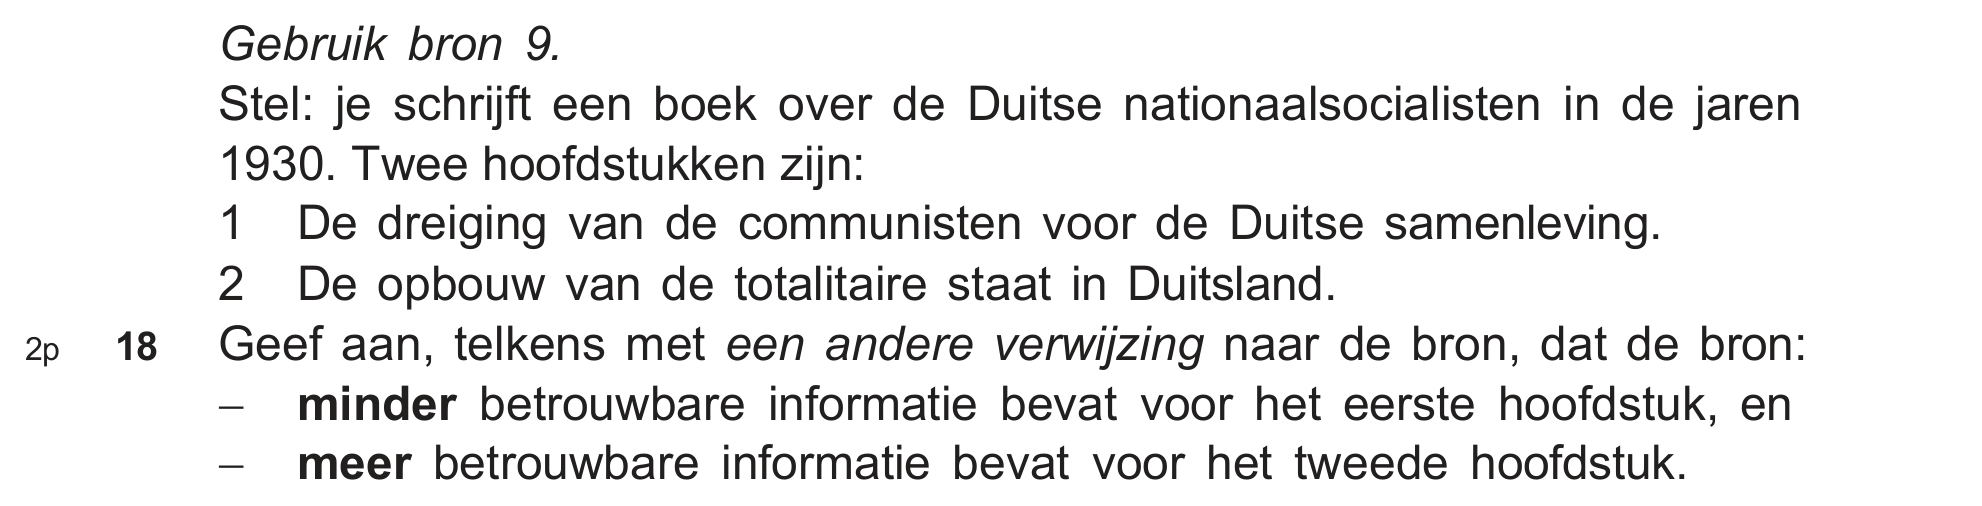 Gebruik bron 9.
Stel: je schrijft een boek over de Duitse nationaalsocialisten in de jaren
1930. Twee hoofdstukken zijn:
1 De dreiging van de communisten voor de Duitse samenleving.
2 De opbouw van de totalitaire staat in Duitsland.
2p 18 Geef aan, telkens met een andere verwijzing naar de bron, dat de bron:
– minder betrouwbare informatie bevat voor het eerste hoofdstuk, en
– meer betrouwbare informatie bevat voor het tweede hoofdstuk.